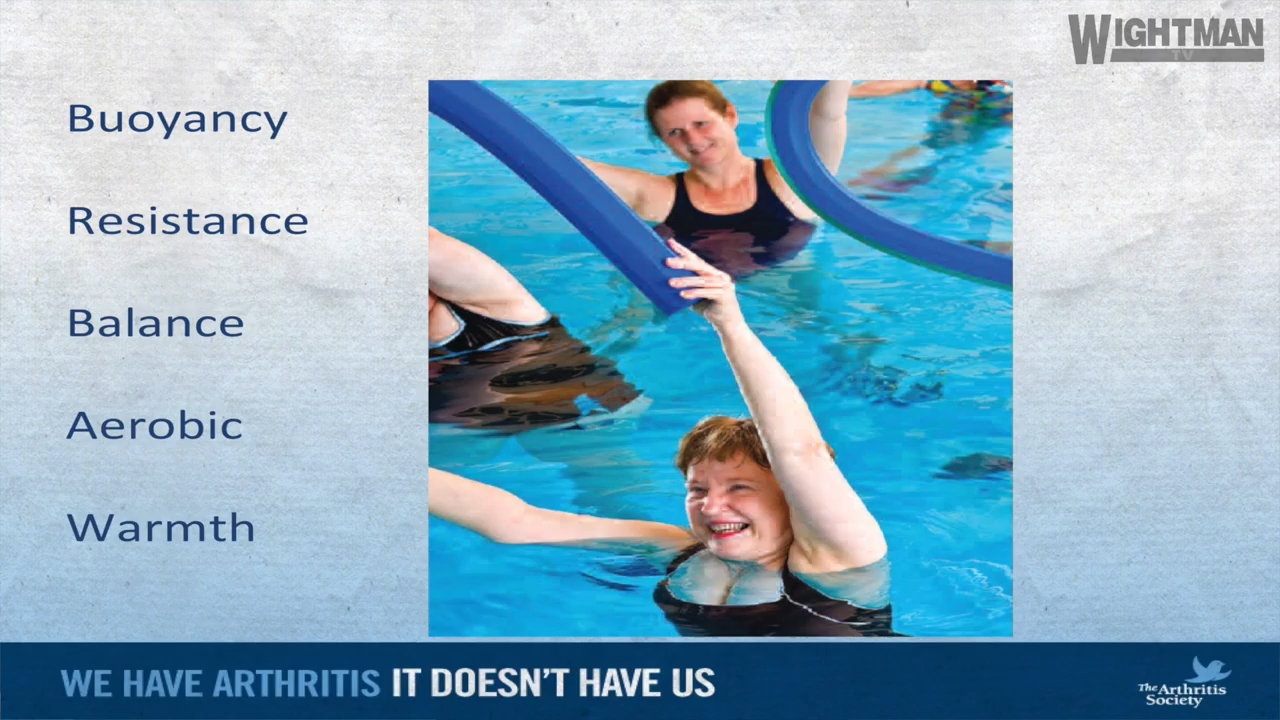 WIGHTMAN
TV
Buoyancy
Resistance
Balance
Aerobic
Warmth
WE HAVE ARTHRITIS IT DOESN'T HAVE US
The Arthritis
Society